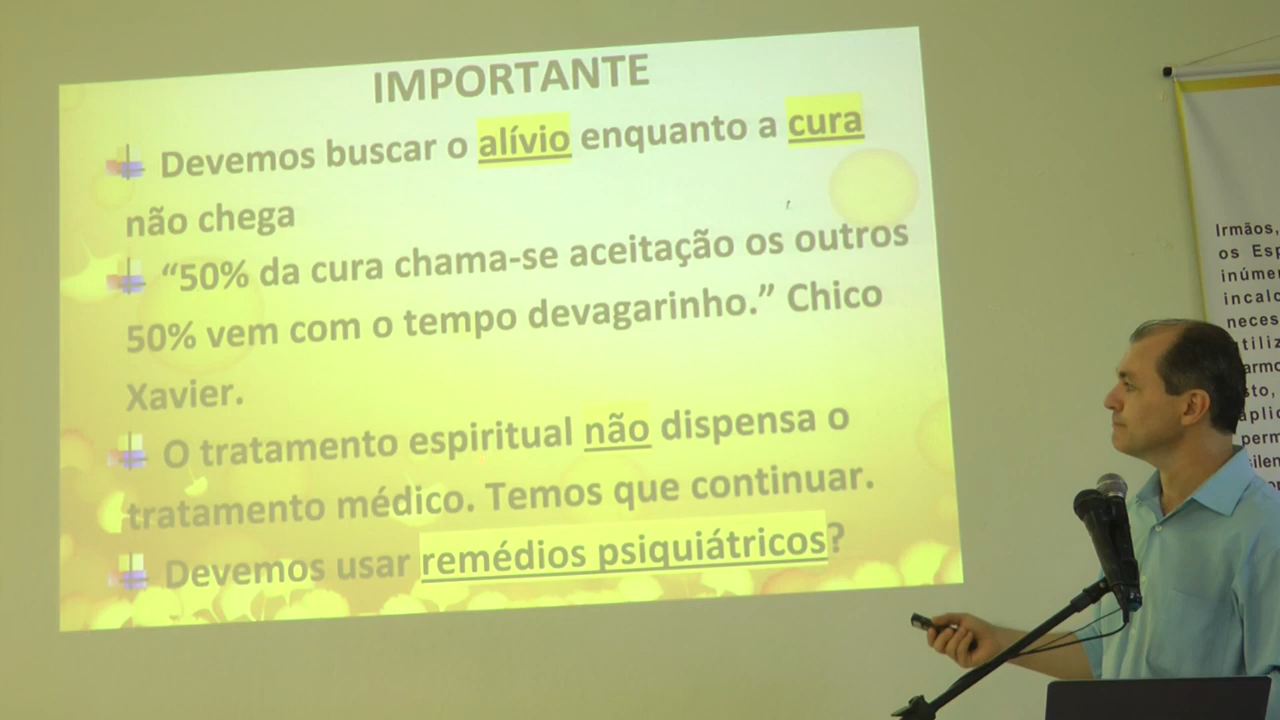 IMPORTANTE
Devemos buscar o alívio enquanto a cura
não chega
“50% da cura chama-se aceitação os outros
50% vem com o tempo devagarinho.” Chico
Xavier.
O tratamento espiritual não dispensa o
tratamento médico. Temos que continuar.
Devemos usar remédios psiquiátricos?
Irmãos,
os